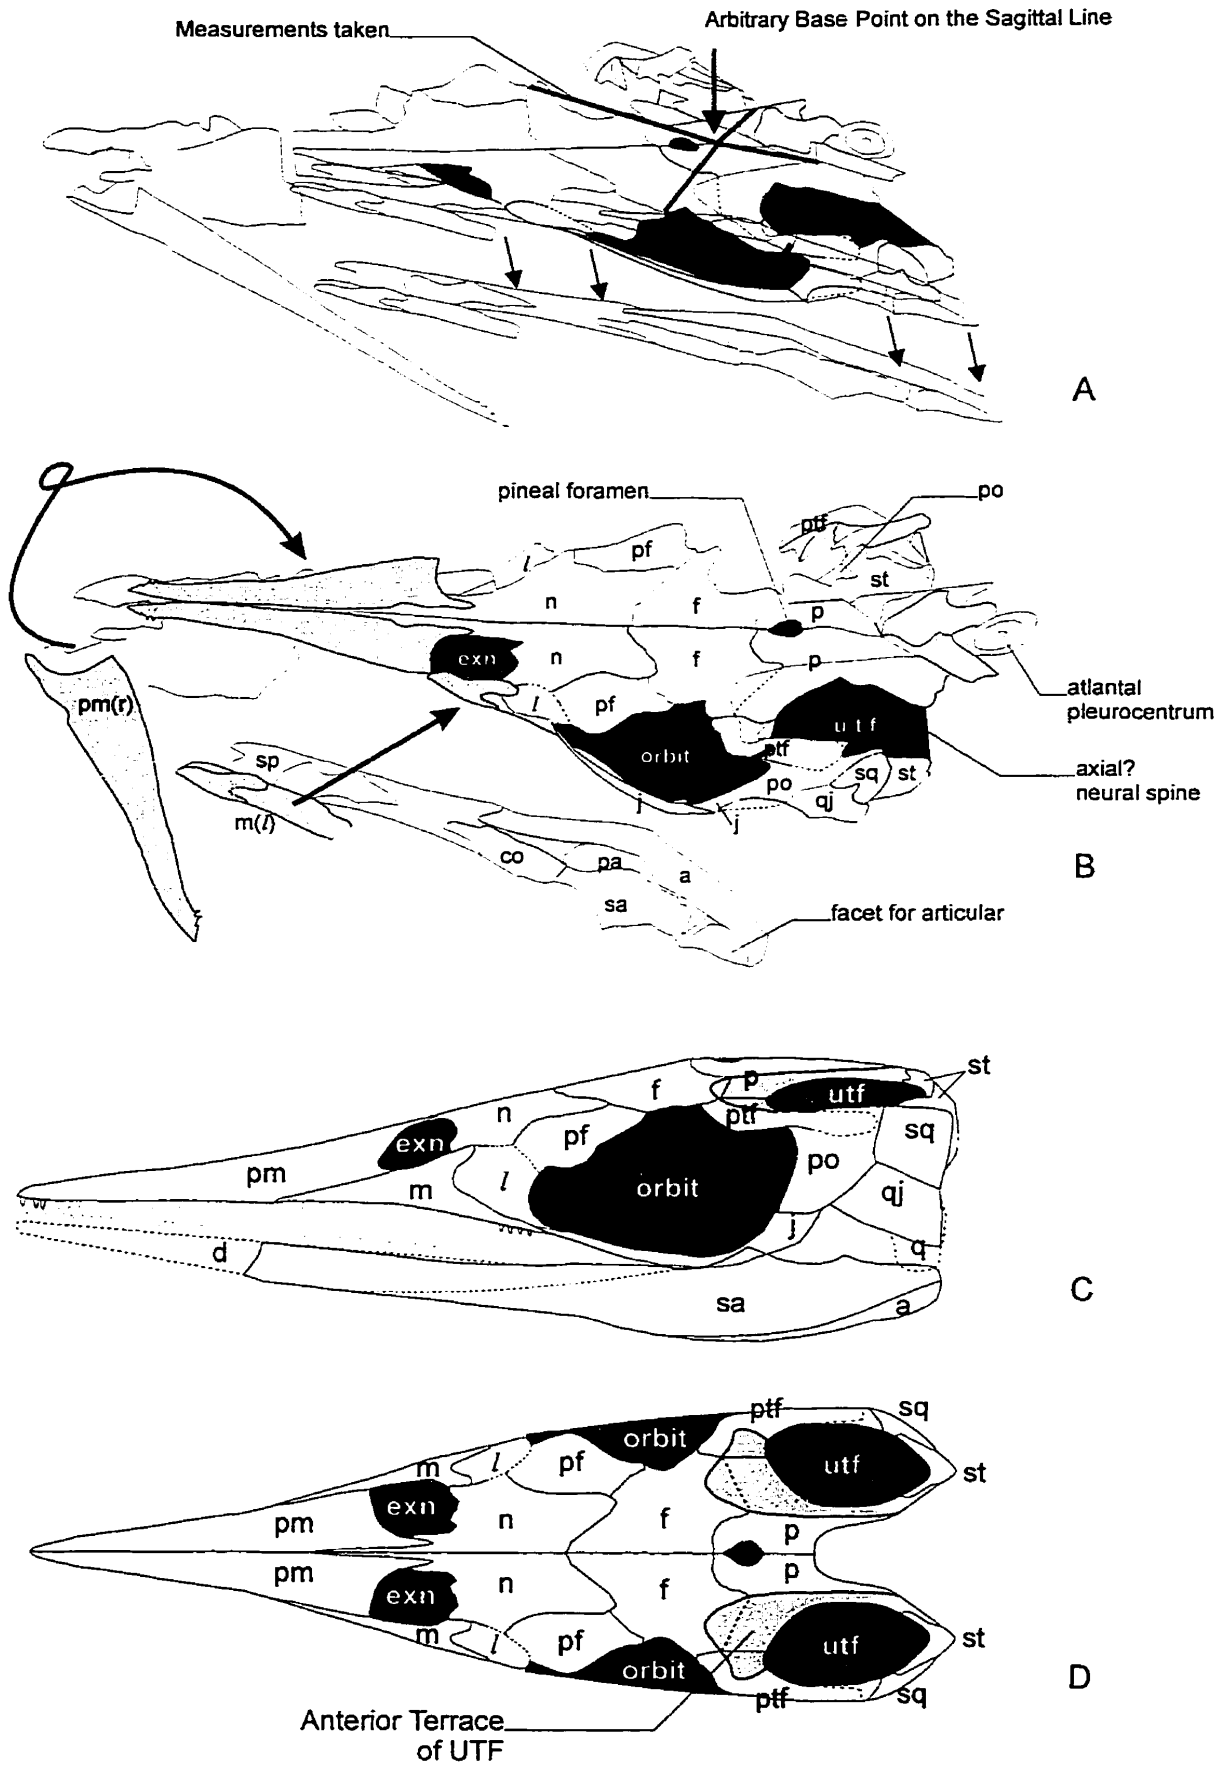 Arbitrary Base Point on the Sagittal Line
Measurements taken
A
pineal foramen
po
ptf
l
pf
st
n
f
p
exn
n
f
p
pm(r)
l
pf
utf
atlantal
pleurocentrum
orbit
ptf
sp
po
sq
st
axial?
neural spine
j
qj
m(l)
j
co
pa
a
B
sa
facet for articular
st
f
p
utf
n
ptf
exn
pf
sq
pm
l
po
orbit
m
qj
j
d
q
sa
a
C
ptf
sq
orbit
m
l
pf
utf
st
exn
pm
n
f
p
pm
n
f
p
exn
m
l
pf
utf
st
orbit
D
ptf
sq
Anterior Terrace
of UTF